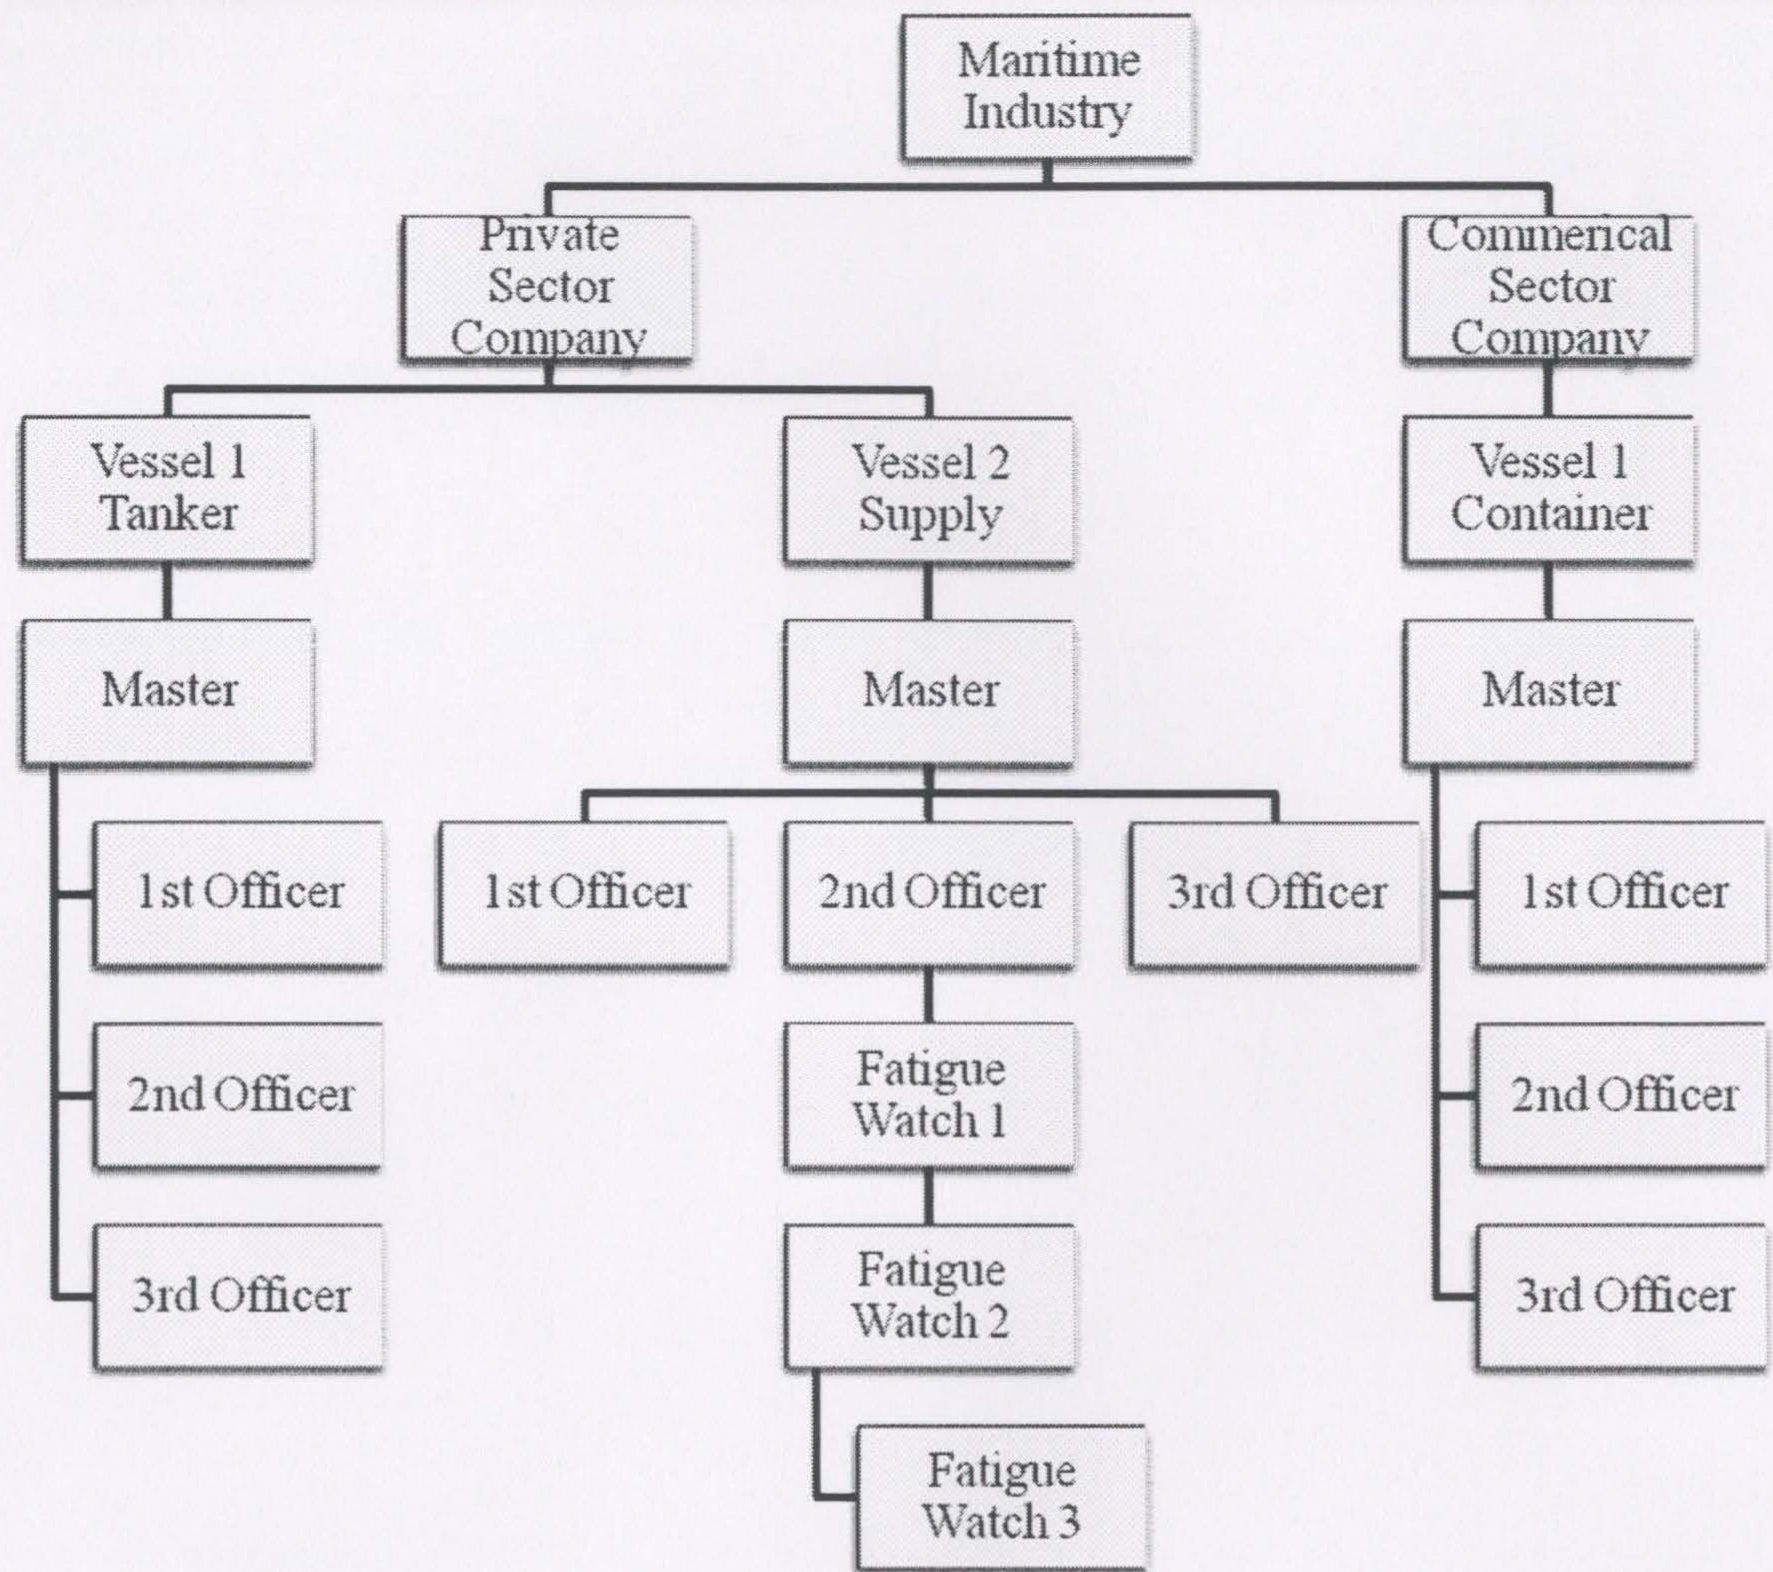 Maritime
Industry
Private
Sector
Company
Commerical
Sector
Company
Vessel 1
Tanker
Vessel 2
Supply
Vessel 1
Container
Master
Master
Master
1st Officer
1st Officer
2nd Officer
3rd Officer
1st Officer
2nd Officer
Fatigue
Watch 1
2nd Officer
3rd Officer
Fatigue
Watch 2
3rd Officer
Fatigue
Watch 3